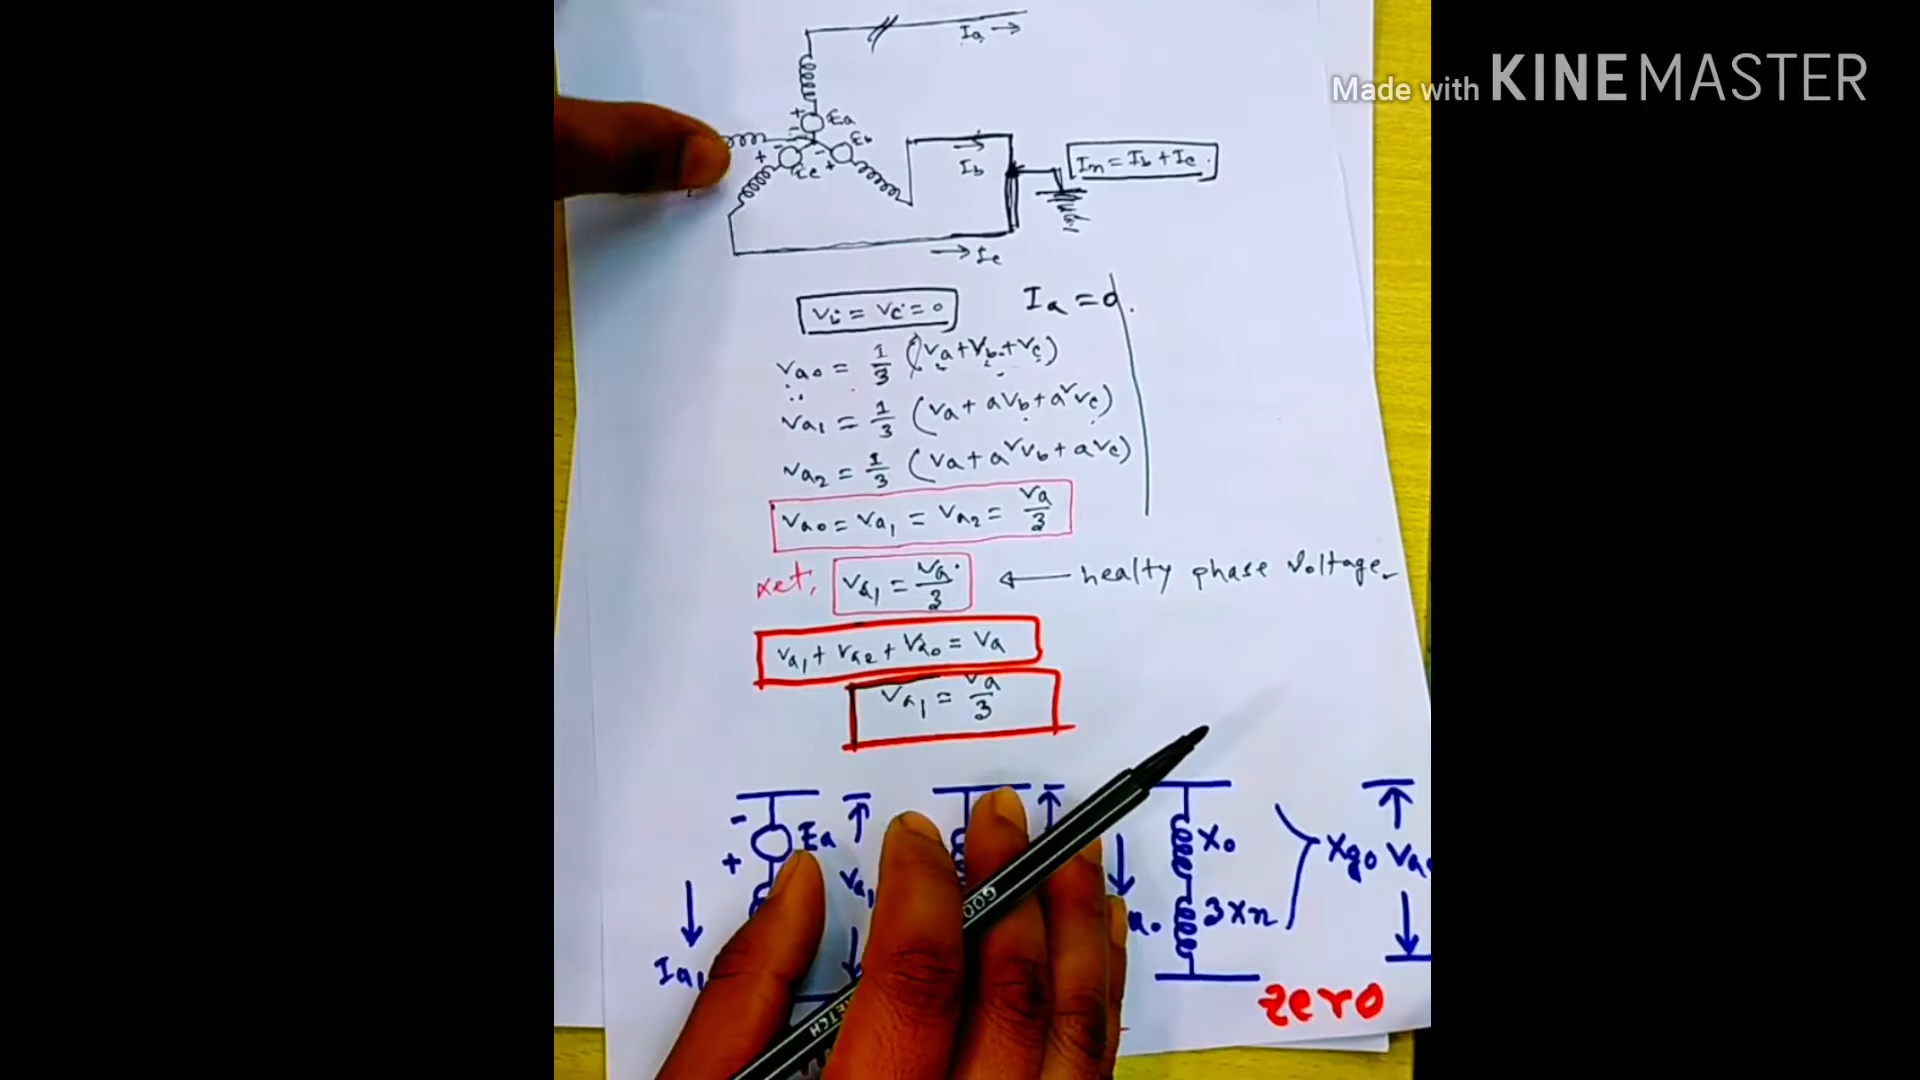 Made with KINEMASTER
Ia →
+ - Ea
Eb
+ - Ec - +
Ib
In = Ib + Ic.
→ Ic
Vb = Vc = 0
Ia = 0.
Va0 = 1/3 (Va + Vb + Vc)
Va1 = 1/3 (Va + aVb + a²Vc)
Va2 = 1/3 (Va + a²Vb + aVc)
Va0 = Va1 = Va2 = Va/3
Va1 = Va/3 ← healty phase voltage
Va1 + Va2 + Va0 = Va
Va1 = Va/3
- + Ea
Va1
Ia1
X0
3Xn
Xg0
zero